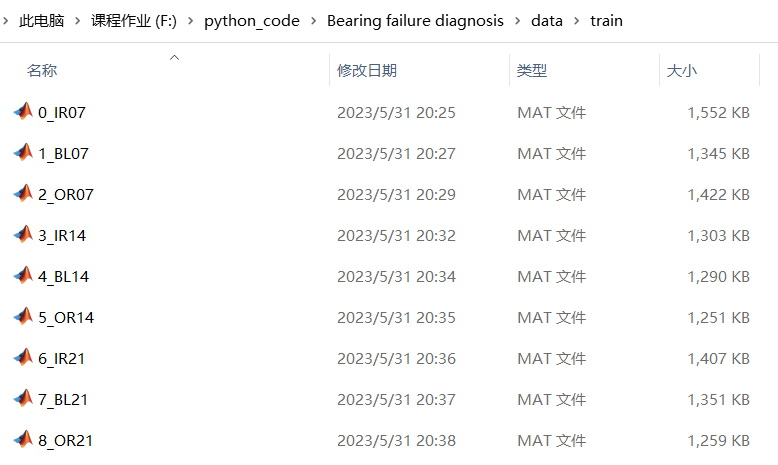 此电脑 > 课程作业 (F:) > python_code > Bearing failure diagnosis > data > train
名称 修改日期 类型 大小
0_IR07 2023/5/31 20:25 MAT 文件 1,552 KB
1_BL07 2023/5/31 20:27 MAT 文件 1,345 KB
2_OR07 2023/5/31 20:29 MAT 文件 1,422 KB
3_IR14 2023/5/31 20:32 MAT 文件 1,303 KB
4_BL14 2023/5/31 20:34 MAT 文件 1,290 KB
5_OR14 2023/5/31 20:35 MAT 文件 1,251 KB
6_IR21 2023/5/31 20:36 MAT 文件 1,407 KB
7_BL21 2023/5/31 20:37 MAT 文件 1,351 KB
8_OR21 2023/5/31 20:38 MAT 文件 1,259 KB